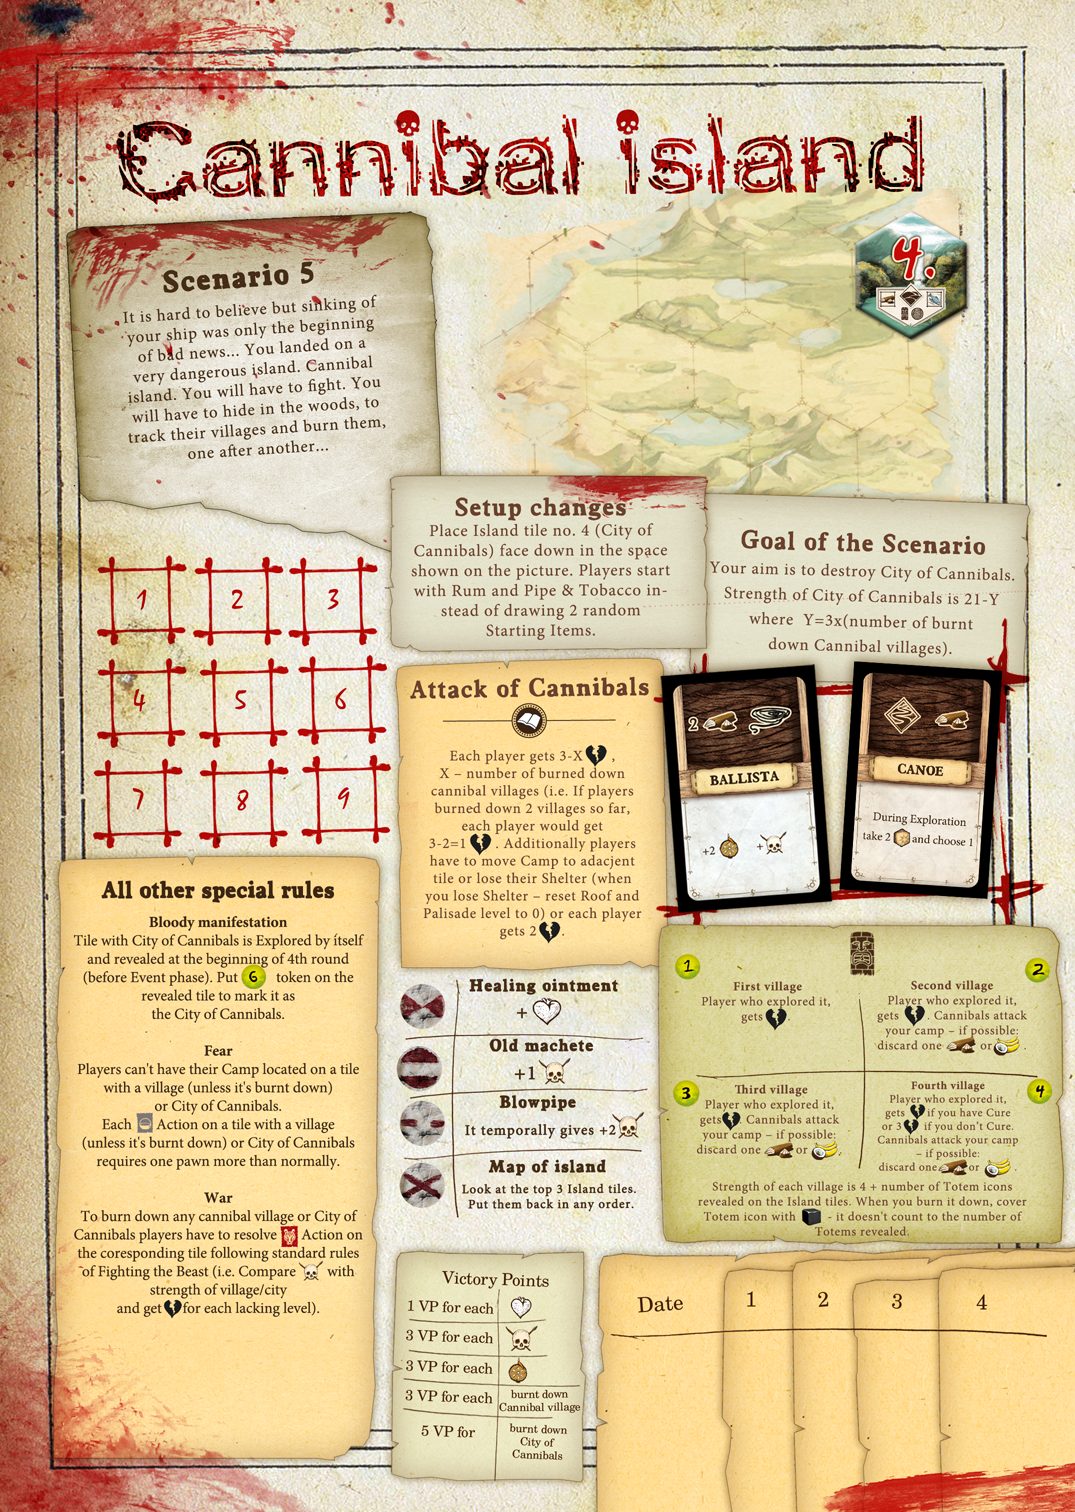 Cannibal island
4.
Scenario 5
It is hard to believe but sinking of
your ship was only the beginning
of bad news... You landed on a
very dangerous island. Cannibal
island. You will have to fight. You
will have to hide in the woods, to
track their villages and burn them,
one after another...
Setup changes
Place Island tile no. 4 (City of
Cannibals) face down in the space
shown on the picture. Players start
with Rum and Pipe & Tobacco in-
stead of drawing 2 random
Starting Items.
Goal of the Scenario
Your aim is to destroy City of Cannibals.
Strength of City of Cannibals is 21-Y
where Y=3x(number of burnt
down Cannibal villages).
1 2 3
4 5 6
7 8 9
Attack of Cannibals
Each player gets 3-X ,
X – number of burned down
cannibal villages (i.e. If players
burned down 2 villages so far,
each player would get
3-2=1 . Additionally players
have to move Camp to adacjent
tile or lose their Shelter (when
you lose Shelter – reset Roof and
Palisade level to 0) or each player
gets 2 .
2
BALLISTA
+2 +
CANOE
During Exploration
take 2 and choose 1
All other special rules
Bloody manifestation
Tile with City of Cannibals is Explored by itself
and revealed at the beginning of 4th round
(before Event phase). Put 6 token on the
revealed tile to mark it as
the City of Cannibals.
Fear
Players can't have their Camp located on a tile
with a village (unless it's burnt down)
or City of Cannibals.
Each Action on a tile with a village
(unless it's burnt down) or City of Cannibals
requires one pawn more than normally.
War
To burn down any cannibal village or City of
Cannibals players have to resolve Action on
the coresponding tile following standard rules
of Fighting the Beast (i.e. Compare with
strength of village/city
and get for each lacking level).
Healing ointment
+
Old machete
+1
Blowpipe
It temporally gives +2
Map of island
Look at the top 3 Island tiles.
Put them back in any order.
1
First village
Player who explored it,
gets .
2
Second village
Player who explored it,
gets . Cannibals attack
your camp – if possible:
discard one or .
3
Third village
Player who explored it,
gets . Cannibals attack
your camp – if possible:
discard one or .
4
Fourth village
Player who explored it,
gets if you have Cure
or 3 if you don't Cure.
Cannibals attack your camp
– if possible:
discard one or .
Strength of each village is 4 + number of Totem icons
revealed on the Island tiles. When you burn it down, cover
Totem icon with - it doesn't count to the number of
Totems revealed.
Victory Points
1 VP for each
3 VP for each
3 VP for each
3 VP for each burnt down
Cannibal village
5 VP for burnt down
City of
Cannibals
Date 1 2 3 4